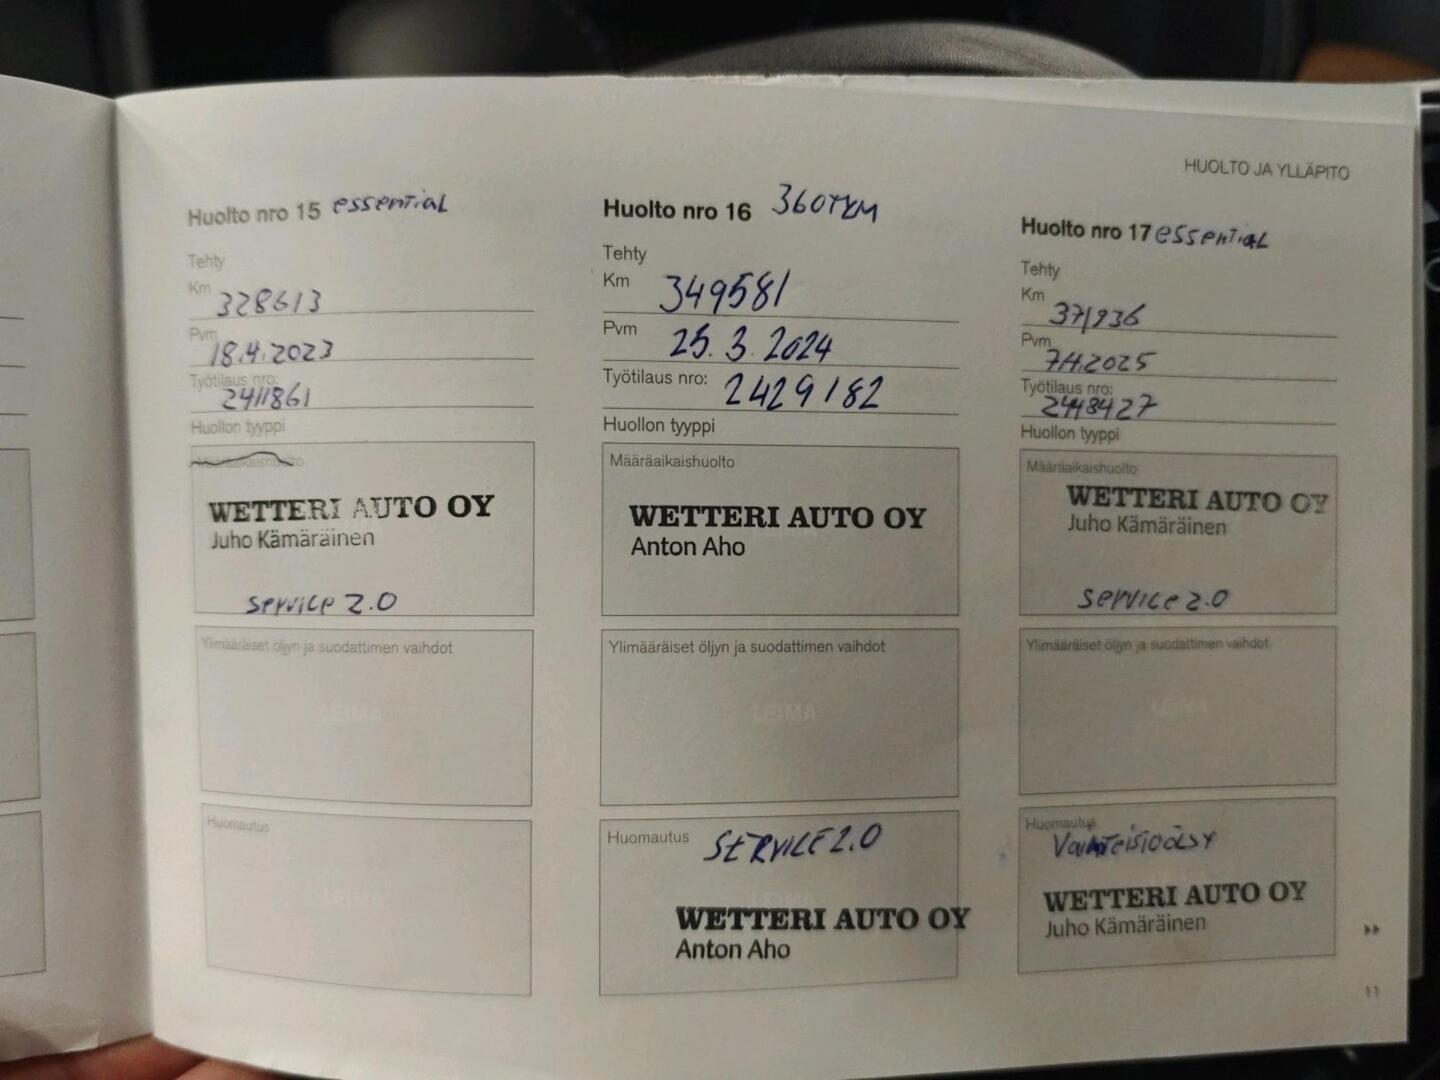 HUOLTO JA YLLÄPITO
Huolto nro 15 essential
Tehty
Km 328613
Pvm 18.4.2023
Työtilaus nro: 2411861
Huollon tyyppi
WETTERI AUTO OY
Juho Kämäräinen
service 2.0
Ylimääräiset öljyn ja suodattimen vaihdot
LEIMA
Huomautus
LEIMA
Huolto nro 16 360TKM
Tehty
Km 349581
Pvm 25.3.2024
Työtilaus nro: 2429182
Huollon tyyppi
Määräaikaishuolto
WETTERI AUTO OY
Anton Aho
Ylimääräiset öljyn ja suodattimen vaihdot
LEIMA
Huomautus SERVICE 2.0
WETTERI AUTO OY
Anton Aho
Huolto nro 17 essential
Tehty
Km 371936
Pvm 7.4.2025
Työtilaus nro: 2448427
Huollon tyyppi
Määräaikaishuolto
WETTERI AUTO OY
Juho Kämäräinen
service 2.0
Ylimääräiset öljyn ja suodattimen vaihdot
LEIMA
Huomautus
WETTERI AUTO OY
Juho Kämäräinen
11